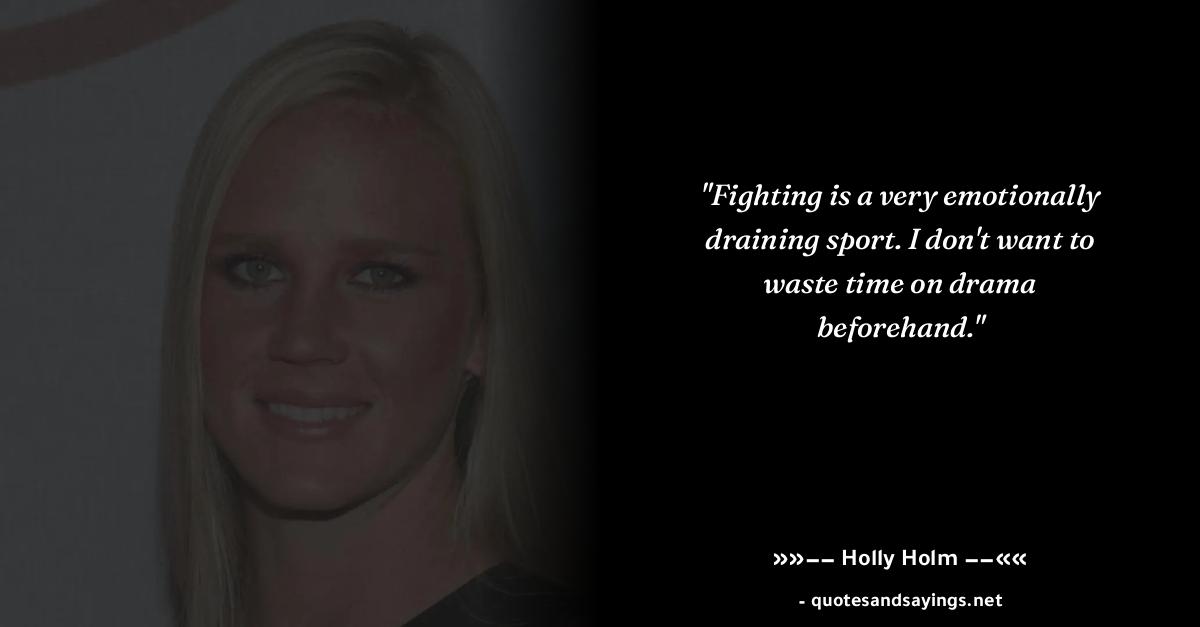 "Fighting is a very emotionally
draining sport. I don't want to
waste time on drama
beforehand."
»»–– Holly Holm ––««
- quotesandsayings.net